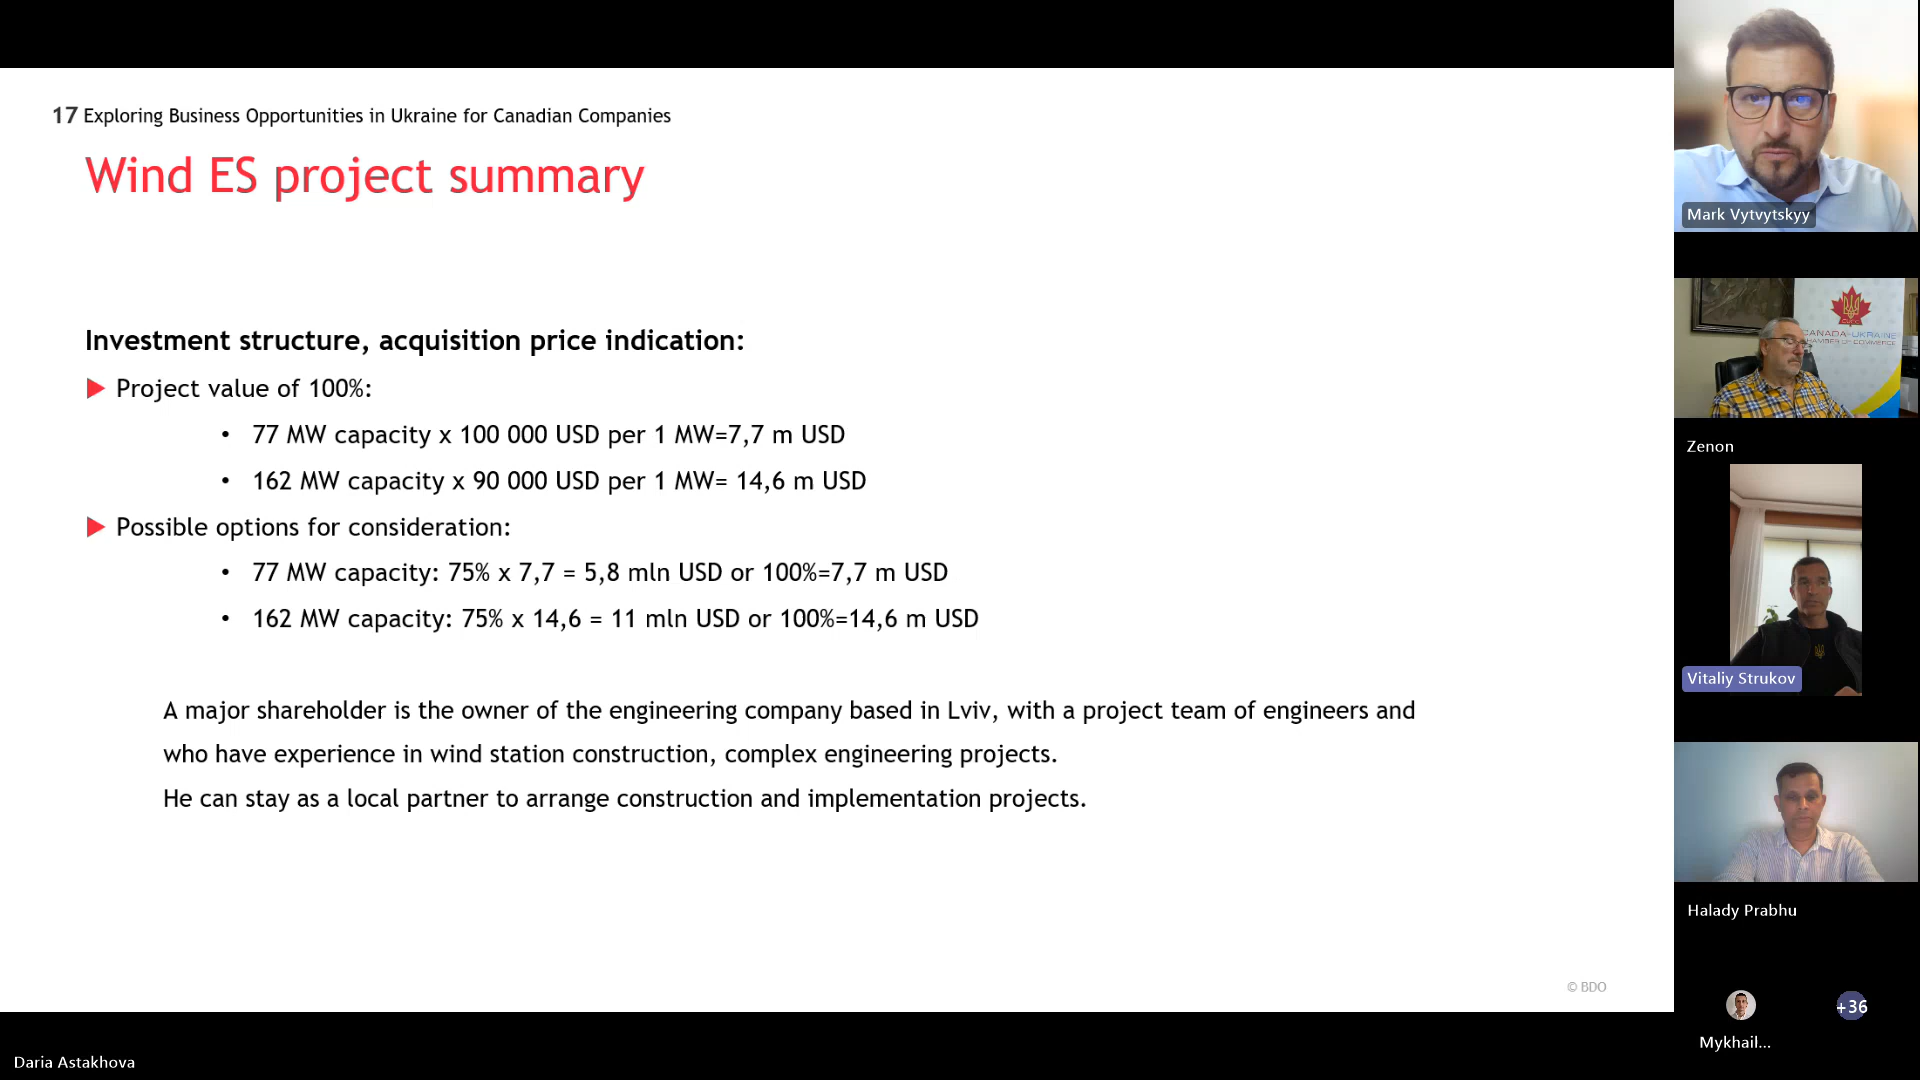 17 Exploring Business Opportunities in Ukraine for Canadian Companies
Wind ES project summary
Investment structure, acquisition price indication:
Project value of 100%:
• 77 MW capacity x 100 000 USD per 1 MW=7,7 m USD
• 162 MW capacity x 90 000 USD per 1 MW= 14,6 m USD
Possible options for consideration:
• 77 MW capacity: 75% x 7,7 = 5,8 mln USD or 100%=7,7 m USD
• 162 MW capacity: 75% x 14,6 = 11 mln USD or 100%=14,6 m USD
A major shareholder is the owner of the engineering company based in Lviv, with a project team of engineers and
who have experience in wind station construction, complex engineering projects.
He can stay as a local partner to arrange construction and implementation projects.
© BDO
Daria Astakhova
Mark Vytvytskyy
CANADA-UKRAINE
CHAMBER OF COMMERCE
Zenon
Vitaliy Strukov
Halady Prabhu
Mykhail...
+36